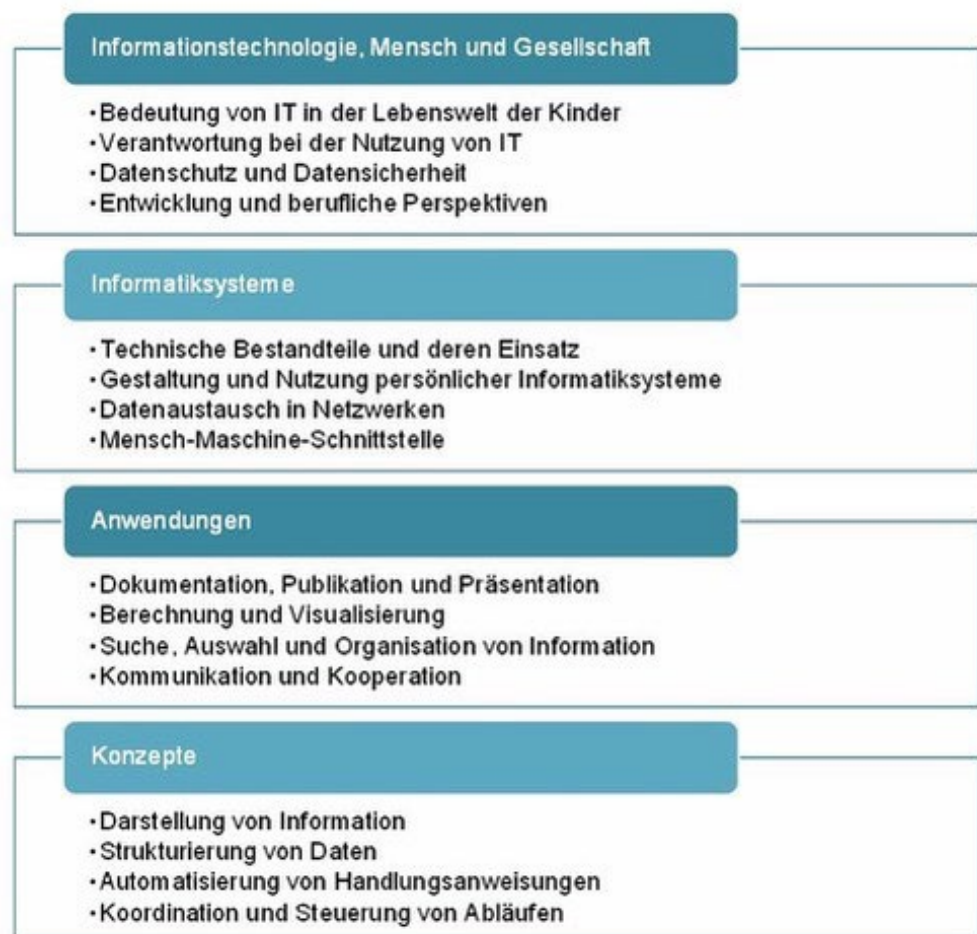 Informationstechnologie, Mensch und Gesellschaft
·Bedeutung von IT in der Lebenswelt der Kinder
·Verantwortung bei der Nutzung von IT
·Datenschutz und Datensicherheit
·Entwicklung und berufliche Perspektiven
Informatiksysteme
·Technische Bestandteile und deren Einsatz
·Gestaltung und Nutzung persönlicher Informatiksysteme
·Datenaustausch in Netzwerken
·Mensch-Maschine-Schnittstelle
Anwendungen
·Dokumentation, Publikation und Präsentation
·Berechnung und Visualisierung
·Suche, Auswahl und Organisation von Information
·Kommunikation und Kooperation
Konzepte
·Darstellung von Information
·Strukturierung von Daten
·Automatisierung von Handlungsanweisungen
·Koordination und Steuerung von Abläufen